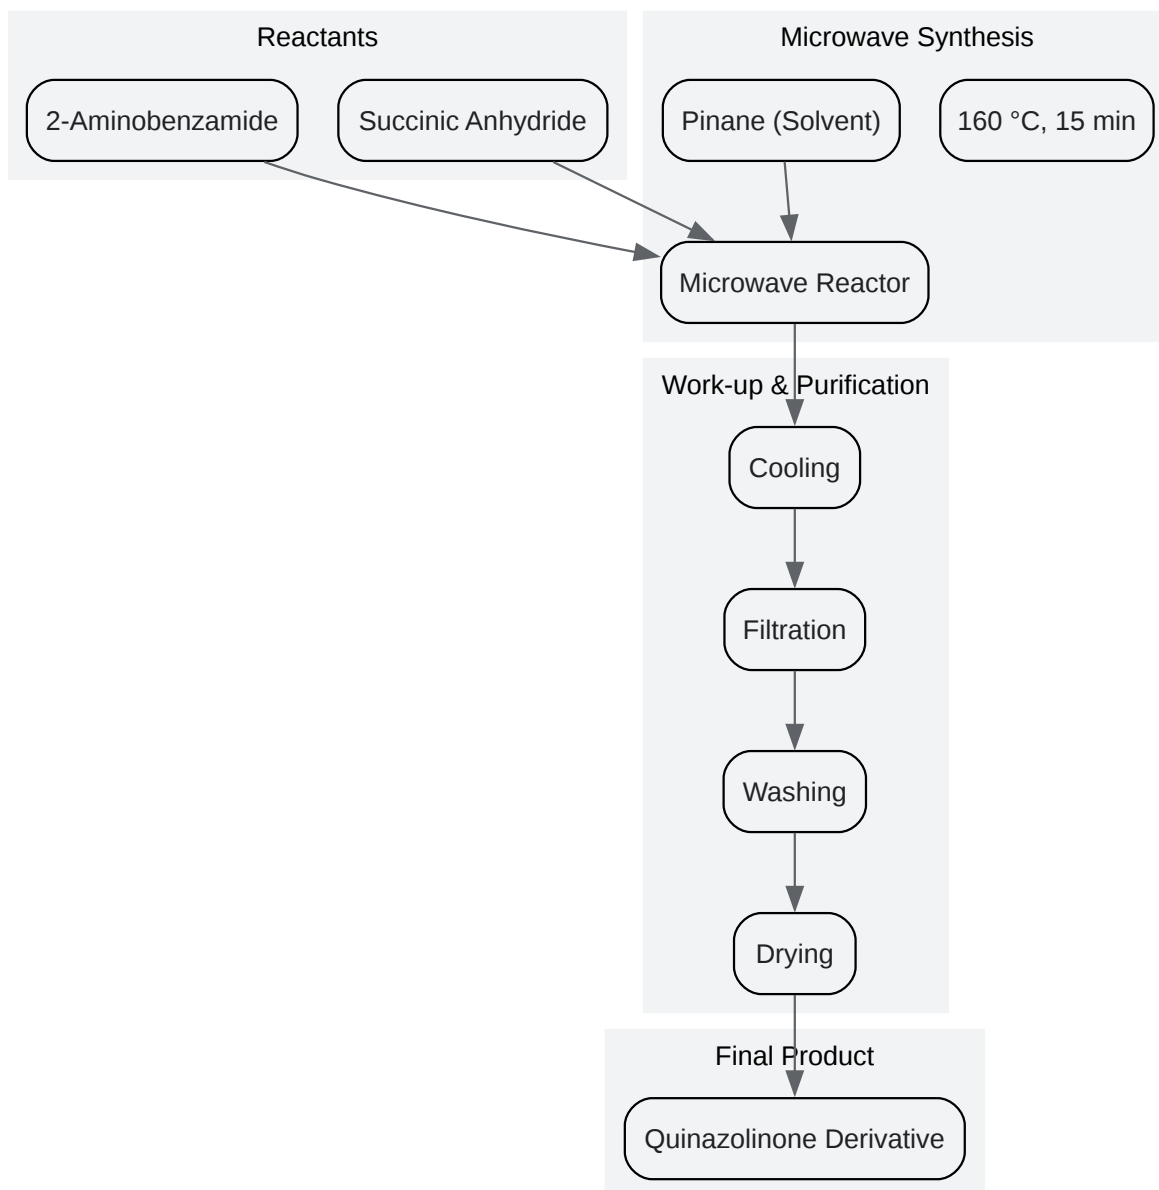 Reactants
2-Aminobenzamide
Succinic Anhydride
Microwave Synthesis
Pinane (Solvent)
160 °C, 15 min
Microwave Reactor
Work-up & Purification
Cooling
Filtration
Washing
Drying
Final Product
Quinazolinone Derivative